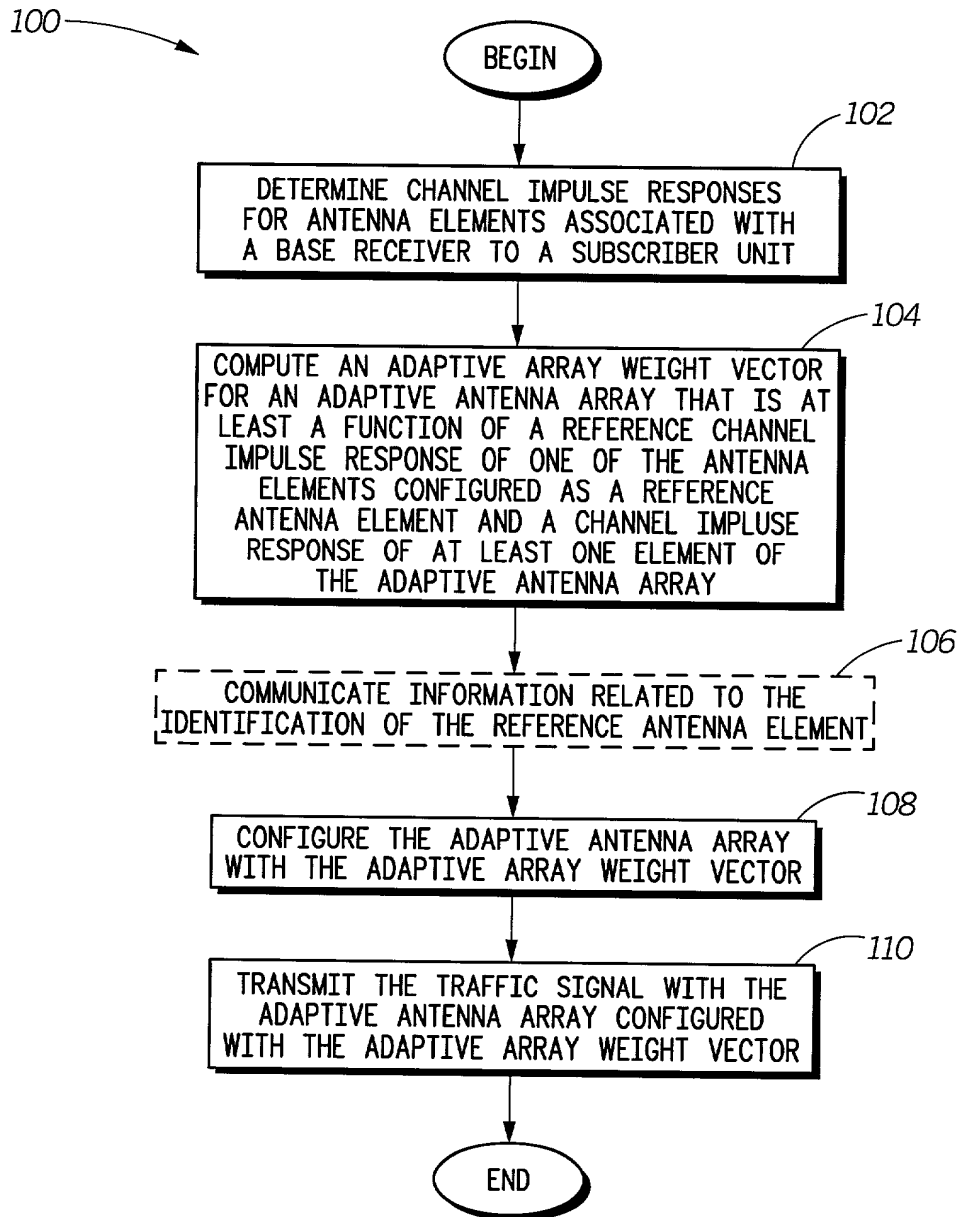 100
BEGIN
102
DETERMINE CHANNEL IMPULSE RESPONSES
FOR ANTENNA ELEMENTS ASSOCIATED WITH
A BASE RECEIVER TO A SUBSCRIBER UNIT
104
COMPUTE AN ADAPTIVE ARRAY WEIGHT VECTOR
FOR AN ADAPTIVE ANTENNA ARRAY THAT IS AT
LEAST A FUNCTION OF A REFERENCE CHANNEL
IMPULSE RESPONSE OF ONE OF THE ANTENNA
ELEMENTS CONFIGURED AS A REFERENCE
ANTENNA ELEMENT AND A CHANNEL IMPLUSE
RESPONSE OF AT LEAST ONE ELEMENT OF
THE ADAPTIVE ANTENNA ARRAY
106
COMMUNICATE INFORMATION RELATED TO THE
IDENTIFICATION OF THE REFERENCE ANTENNA ELEMENT
108
CONFIGURE THE ADAPTIVE ANTENNA ARRAY
WITH THE ADAPTIVE ARRAY WEIGHT VECTOR
110
TRANSMIT THE TRAFFIC SIGNAL WITH THE
ADAPTIVE ANTENNA ARRAY CONFIGURED
WITH THE ADAPTIVE ARRAY WEIGHT VECTOR
END